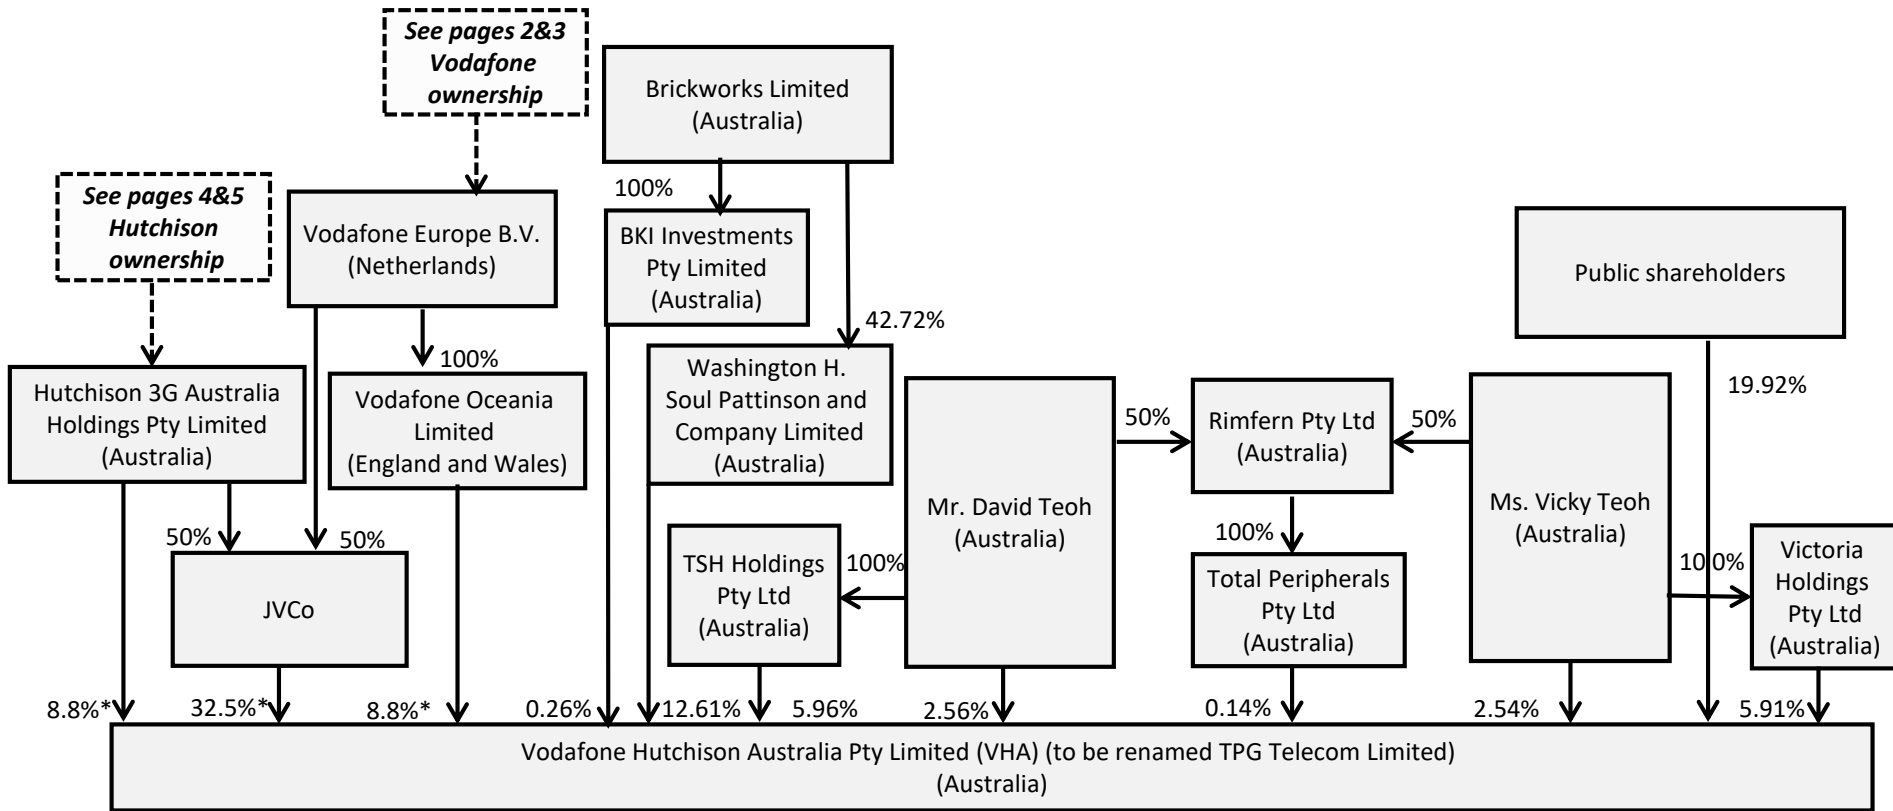 See pages 2&3
Vodafone
ownership
Brickworks Limited
(Australia)
See pages 4&5
Hutchison
ownership
Vodafone Europe B.V.
(Netherlands)
100%
BKI Investments
Pty Limited
(Australia)
42.72%
Public shareholders
19.92%
Hutchison 3G Australia
Holdings Pty Limited
(Australia)
100%
Vodafone Oceania
Limited
(England and Wales)
Washington H.
Soul Pattinson and
Company Limited
(Australia)
Mr. David Teoh
(Australia)
50%
Rimfern Pty Ltd
(Australia)
50%
Ms. Vicky Teoh
(Australia)
50%
50%
JVCo
TSH Holdings
Pty Ltd
(Australia)
100%
100%
Total Peripherals
Pty Ltd
(Australia)
10.0%
Victoria
Holdings
Pty Ltd
(Australia)
8.8%*
32.5%*
8.8%*
0.26%
12.61%
5.96%
2.56%
0.14%
2.54%
5.91%
Vodafone Hutchison Australia Pty Limited (VHA) (to be renamed TPG Telecom Limited)
(Australia)